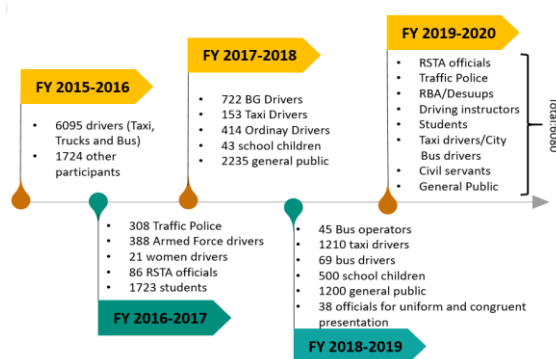 FY 2015-2016
6095 drivers (Taxi,
Trucks and Bus)
1724 other
participants
308 Traffic Police
388 Armed Force drivers
21 women drivers
86 RSTA officials
1723 students
FY 2016-2017
FY 2017-2018
722 BG Drivers
153 Taxi Drivers
414 Ordinay Drivers
43 school children
2235 general public
45 Bus operators
1210 taxi drivers
69 bus drivers
500 school children
1200 general public
38 officials for uniform and congruent
presentation
FY 2018-2019
FY 2019-2020
RSTA officials
Traffic Police
RBA/Desuups
Driving instructors
Students
Taxi drivers/City
Bus drivers
Civil servants
General Public
Total:6080